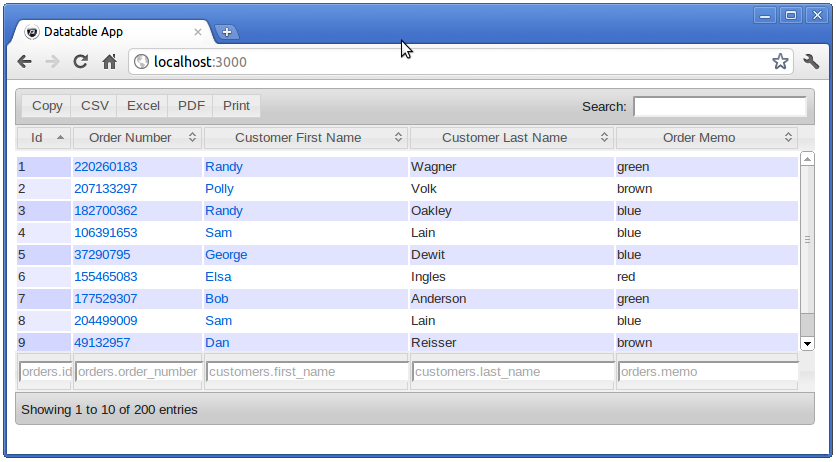 Datatable App
localhost:3000
Copy CSV Excel PDF Print Search:
Id Order Number Customer First Name Customer Last Name Order Memo
1 220260183 Randy Wagner green
2 207133297 Polly Volk brown
3 182700362 Randy Oakley blue
4 106391653 Sam Lain blue
5 37290795 George Dewit blue
6 155465083 Elsa Ingles red
7 177529307 Bob Anderson green
8 204499009 Sam Lain blue
9 49132957 Dan Reisser brown
orders.id orders.order_number customers.first_name customers.last_name orders.memo
Showing 1 to 10 of 200 entries